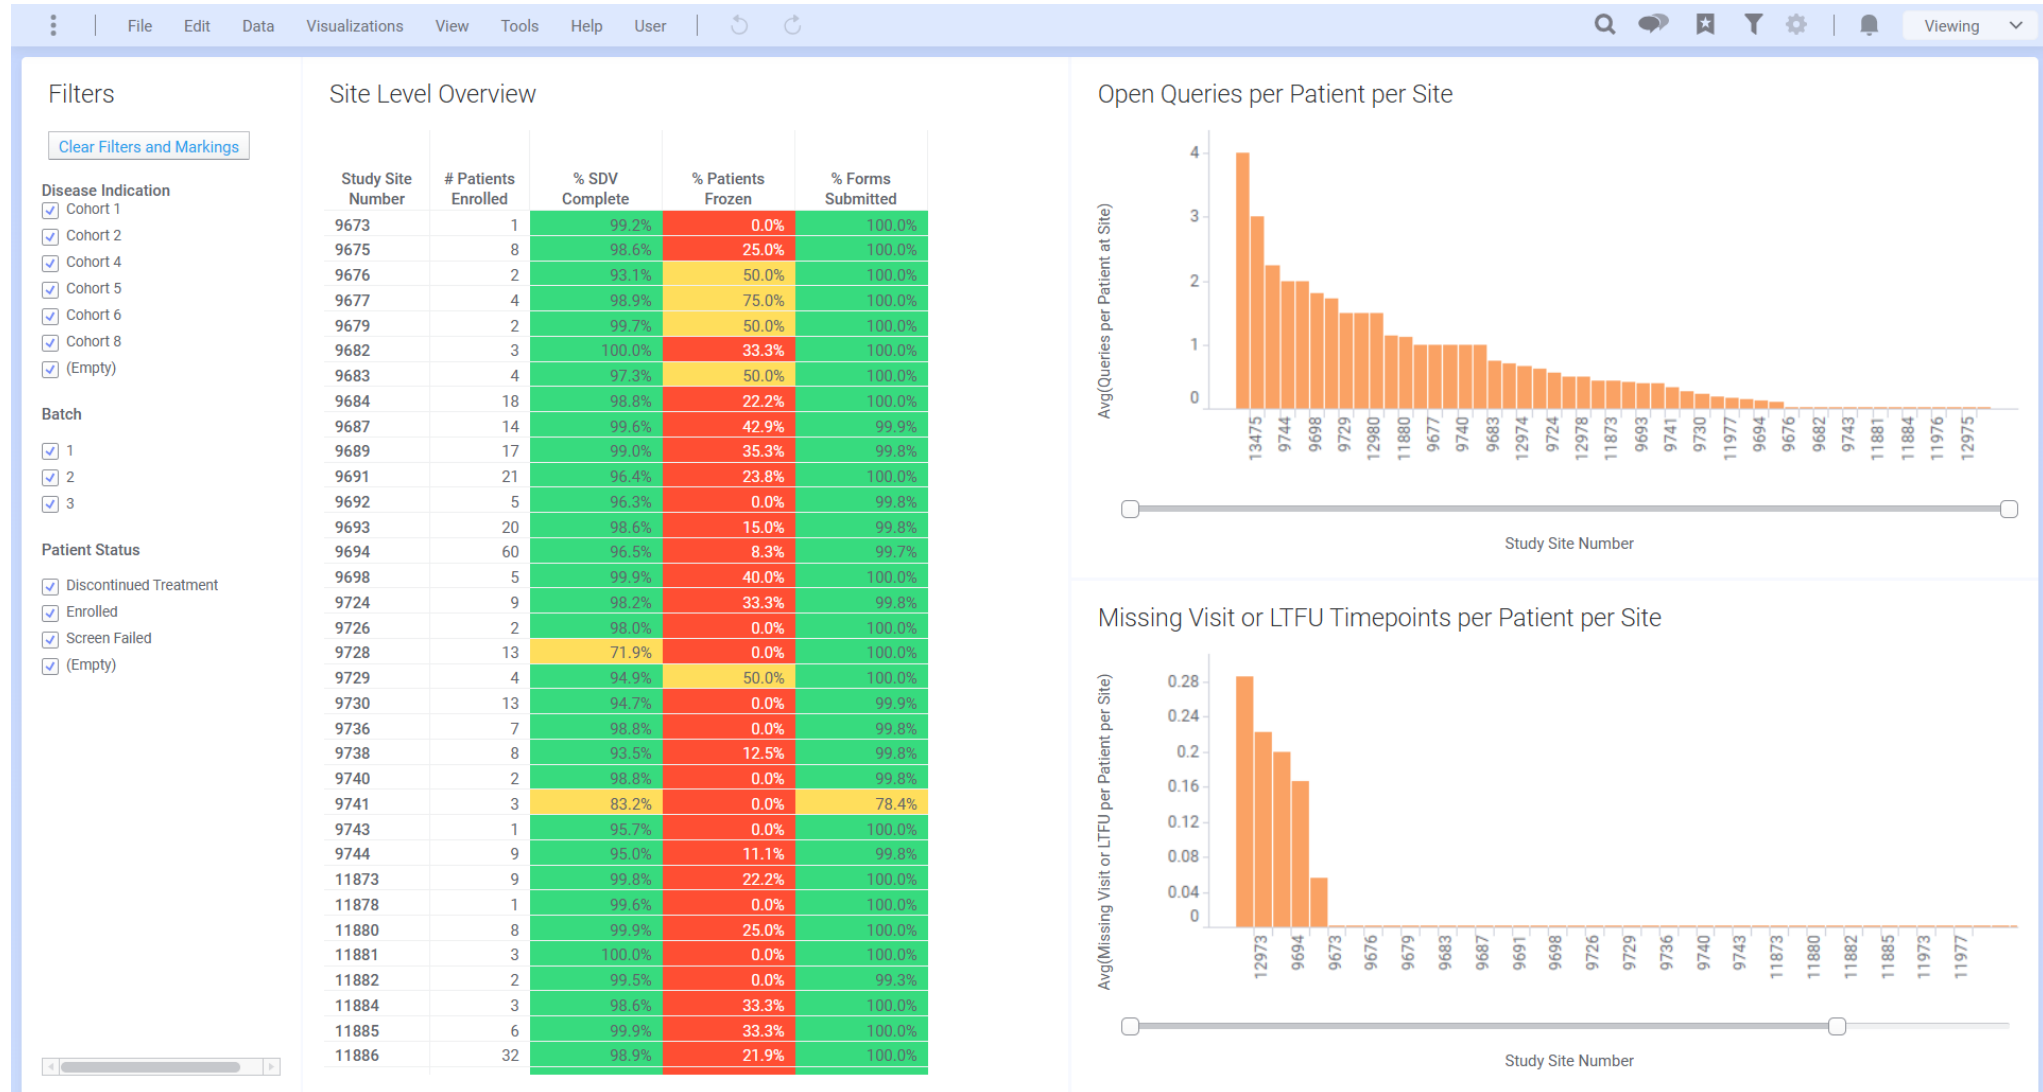 File Edit Data Visualizations View Tools Help User Viewing
Filters
Clear Filters and Markings
Disease Indication
Cohort 1
Cohort 2
Cohort 4
Cohort 5
Cohort 6
Cohort 8
(Empty)
Batch
1
2
3
Patient Status
Discontinued Treatment
Enrolled
Screen Failed
(Empty)
Site Level Overview
Study Site Number # Patients Enrolled % SDV Complete % Patients Frozen % Forms Submitted
9673 1 99.2% 0.0% 100.0%
9675 8 98.6% 25.0% 100.0%
9676 2 93.1% 50.0% 100.0%
9677 4 98.9% 75.0% 100.0%
9679 2 99.7% 50.0% 100.0%
9682 3 100.0% 33.3% 100.0%
9683 4 97.3% 50.0% 100.0%
9684 18 98.8% 22.2% 100.0%
9687 14 99.6% 42.9% 99.9%
9689 17 99.0% 35.3% 99.8%
9691 21 96.4% 23.8% 100.0%
9692 5 96.3% 0.0% 99.8%
9693 20 98.6% 15.0% 99.8%
9694 60 96.5% 8.3% 99.7%
9698 5 99.9% 40.0% 100.0%
9724 9 98.2% 33.3% 99.8%
9726 2 98.0% 0.0% 100.0%
9728 13 71.9% 0.0% 100.0%
9729 4 94.9% 50.0% 100.0%
9730 13 94.7% 0.0% 99.9%
9736 7 98.8% 0.0% 99.8%
9738 8 93.5% 12.5% 99.8%
9740 2 98.8% 0.0% 99.8%
9741 3 83.2% 0.0% 78.4%
9743 1 95.7% 0.0% 100.0%
9744 9 95.0% 11.1% 99.8%
11873 9 99.8% 22.2% 100.0%
11878 1 99.6% 0.0% 100.0%
11880 8 99.9% 25.0% 100.0%
11881 3 100.0% 0.0% 100.0%
11882 2 99.5% 0.0% 99.3%
11884 3 98.6% 33.3% 100.0%
11885 6 99.9% 33.3% 100.0%
11886 32 98.9% 21.9% 100.0%
Open Queries per Patient per Site
Avg(Queries per Patient at Site)
4
3
2
1
0
13475 9744 9698 9729 12980 11880 9677 9740 9683 12974 9724 12978 11873 9693 9741 9730 11977 9694 9676 9682 9743 11881 11884 11976 12975
Study Site Number
Missing Visit or LTFU Timepoints per Patient per Site
Avg(Missing Visit or LTFU per Patient per Site)
0.28
0.24
0.2
0.16
0.12
0.08
0.04
0
12973 9694 9673 9676 9679 9683 9687 9691 9698 9726 9729 9736 9740 9743 11873 11880 11882 11885 11973 11977
Study Site Number